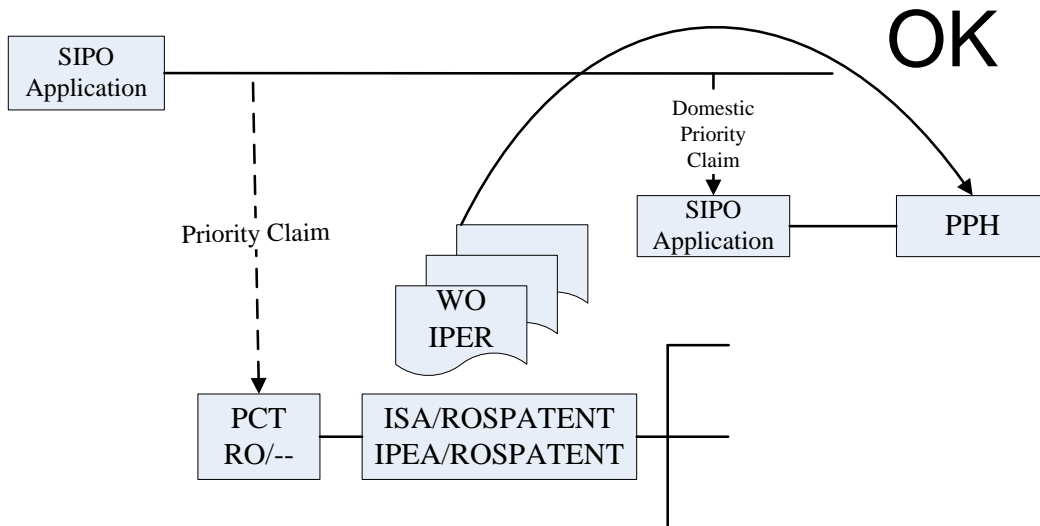 OK
SIPO
Application
Domestic
Priority
Claim
SIPO
Application
PPH
Priority Claim
WO
IPER
PCT
RO/--
ISA/ROSPATENT
IPEA/ROSPATENT